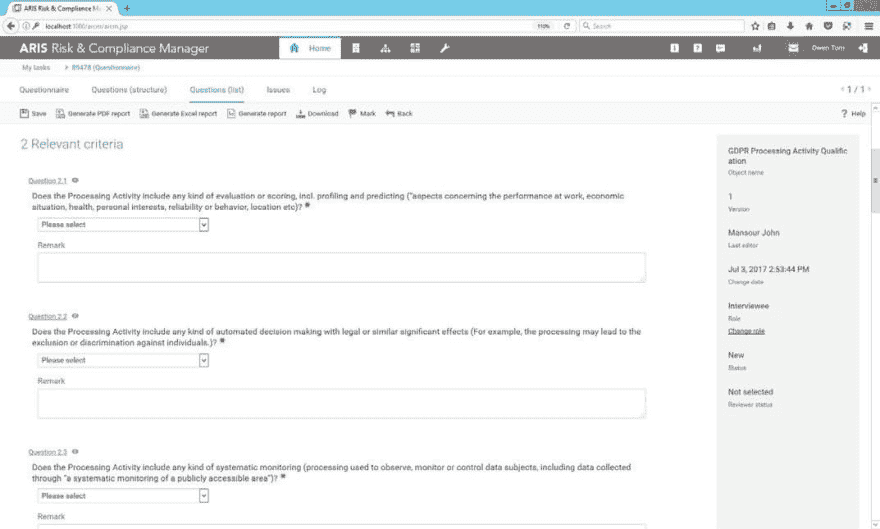 ARIS Risk & Compliance M
localhost
110%
Search
ARIS Risk & Compliance Manager
Home
Owen Tom
My tasks > 89478 (Questionnaire)
Questionnaire Questions (structure) Questions (list) Issues Log
1 / 1
Save Generate PDF report Generate Excel report Generate report Download Mark Back
? Help
2 Relevant criteria
Question 2.1
Does the Processing Activity include any kind of evaluation or scoring, incl. profiling and predicting ("aspects concerning the performance at work, economic
situation, health, personal interests, reliability or behavior, location etc)? *
Please select
Remark
Question 2.2
Does the Processing Activity include any kind of automated decision making with legal or similar significant effects (For example, the processing may lead to the
exclusion or discrimination against individuals.)? *
Please select
Remark
Question 2.3
Does the Processing Activity include any kind of systematic monitoring (processing used to observe, monitor or control data subjects, including data collected
through "a systematic monitoring of a publicly accessible area")? *
Please select
Remark
GDPR Processing Activity Qualific
ation
Object name
1
Version
Mansour John
Last editor
Jul 3, 2017 2:53:44 PM
Change date
Interviewee
Role
Change role
New
Status
Not selected
Reviewer status